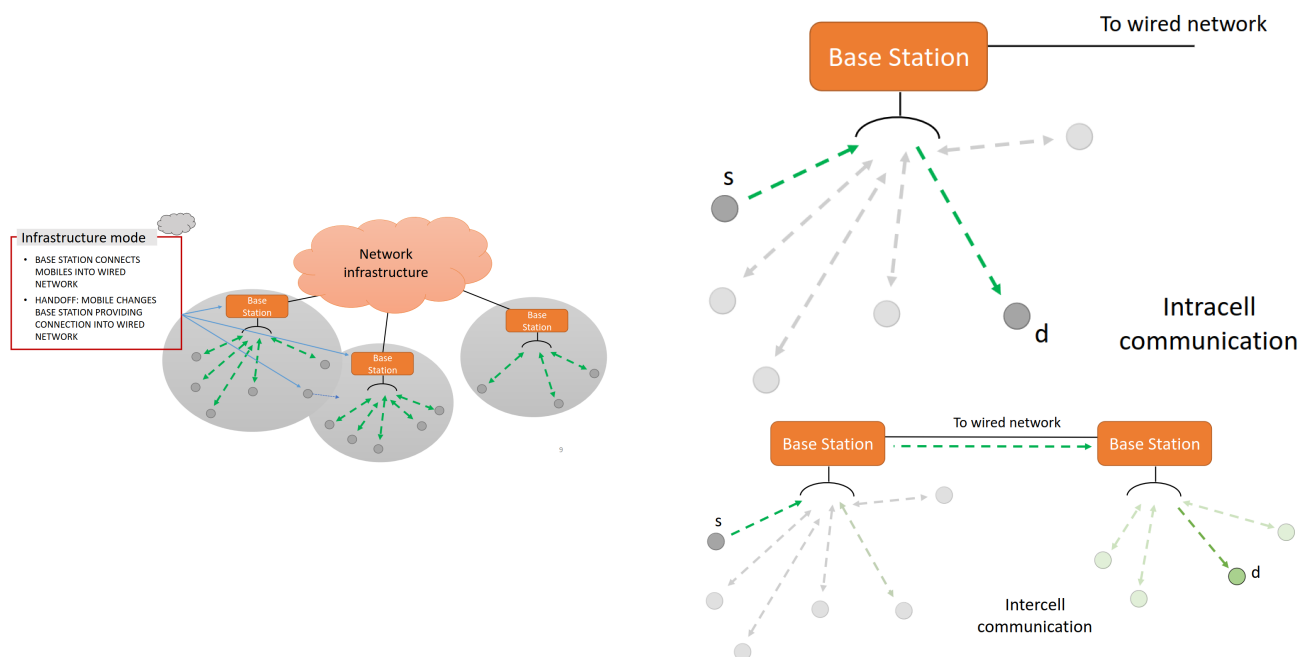 Infrastructure mode
• BASE STATION CONNECTS
MOBILES INTO WIRED
NETWORK
• HANDOFF: MOBILE CHANGES
BASE STATION PROVIDING
CONNECTION INTO WIRED
NETWORK
Network
infrastructure
Base
Station
Base
Station
Base
Station
9
To wired network
Base Station
s
d
Intracell
communication
To wired network
Base Station
Base Station
s
d
Intercell
communication